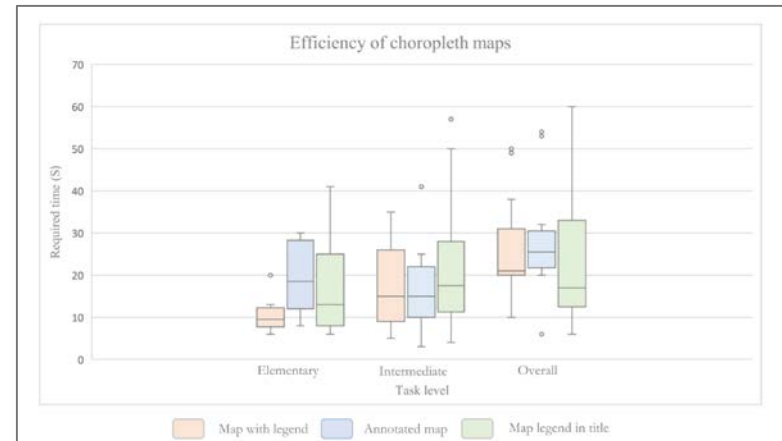 Efficiency of choropleth maps
70
60
50
40
30
20
10
0
Required time (S)
Elementary
Intermediate
Overall
Task level
Map with legend
Annotated map
Map legend in title